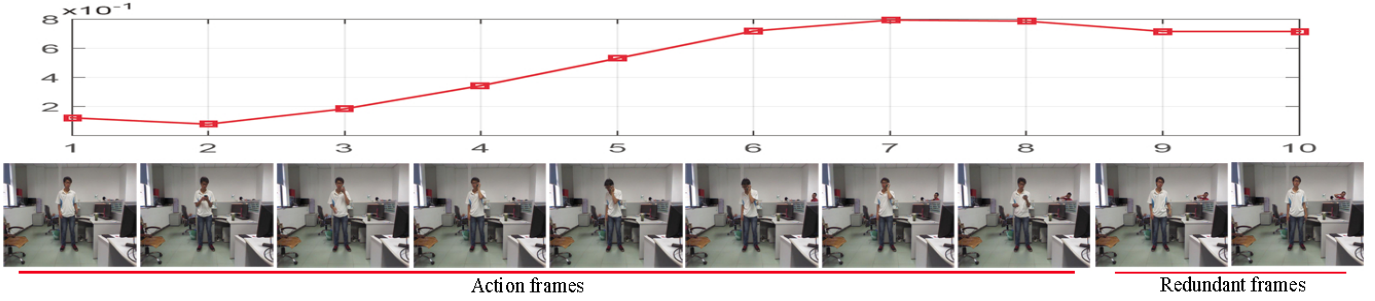 8 ×10⁻¹
6
4
2
1 2 3 4 5 6 7 8 9 10
Action frames
Redundant frames